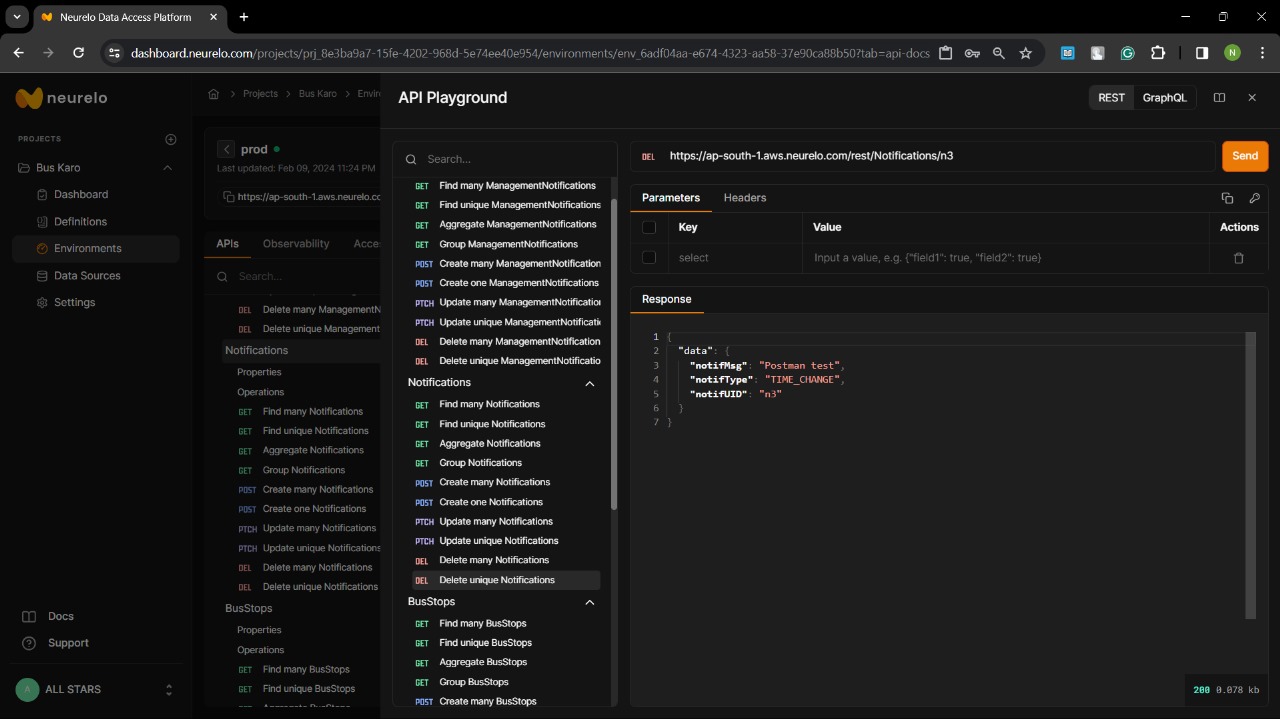 Neurelo Data Access Platform
dashboard.neurelo.com/projects/prj_8e3ba9a7-15fe-4202-968d-5e74ee40e954/environments/env_6adf04aa-e674-4323-aa58-37e90ca88b50?tab=api-docs
N
neurelo
PROJECTS
Bus Karo
Dashboard
Definitions
Environments
Data Sources
Settings
Docs
Support
A ALL STARS
Projects > Bus Karo > Enviro
prod
Last updated: Feb 09, 2024 11:24 PM
https://ap-south-1.aws.neurelo.co
APIs Observability Acce
Search...
DEL Delete many ManagementN
DEL Delete unique Management
Notifications
Properties
Operations
GET Find many Notifications
GET Find unique Notifications
GET Aggregate Notifications
GET Group Notifications
POST Create many Notifications
POST Create one Notifications
PTCH Update many Notifications
PTCH Update unique Notifications
DEL Delete many Notifications
DEL Delete unique Notifications
BusStops
Properties
Operations
GET Find many BusStops
GET Find unique BusStops
Aggregate BusStops
API Playground
REST GraphQL
Search...
GET Find many ManagementNotifications
GET Find unique ManagementNotifications
GET Aggregate ManagementNotifications
GET Group ManagementNotifications
POST Create many ManagementNotification
POST Create one ManagementNotifications
PTCH Update many ManagementNotification
PTCH Update unique ManagementNotificati
DEL Delete many ManagementNotification
DEL Delete unique ManagementNotificatio
Notifications
GET Find many Notifications
GET Find unique Notifications
GET Aggregate Notifications
GET Group Notifications
POST Create many Notifications
POST Create one Notifications
PTCH Update many Notifications
PTCH Update unique Notifications
DEL Delete many Notifications
DEL Delete unique Notifications
BusStops
GET Find many BusStops
GET Find unique BusStops
GET Aggregate BusStops
GET Group BusStops
POST Create many BusStops
DEL https://ap-south-1.aws.neurelo.com/rest/Notifications/n3
Send
Parameters Headers
Key Value Actions
select Input a value, e.g. {"field1": true, "field2": true}
Response
1 {
2 "data": {
3 "notifMsg": "Postman test",
4 "notifType": "TIME_CHANGE",
5 "notifUID": "n3"
6 }
7 }
200 0.078 kb